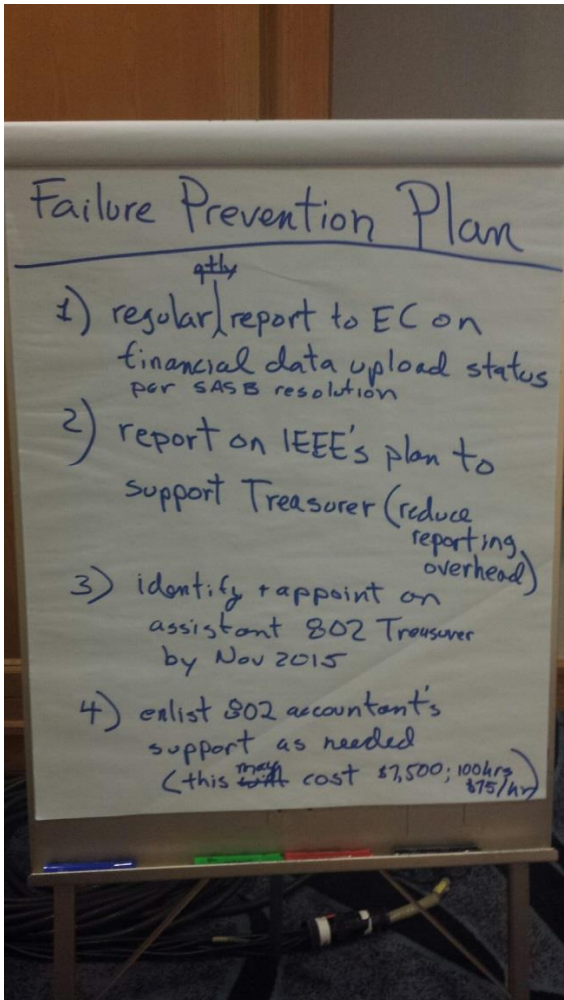 Failure Prevention Plan
qtly
1) regular report to EC on
financial data upload status
per SASB resolution
2) report on IEEE's plan to
support Treasurer (reduce
reporting
overhead)
3) identify + appoint an
assistant 802 Treasurer
by Nov 2015
4) enlist 802 accountant's
support as needed
may
(this will cost $7,500; 100hrs
$75/hr)